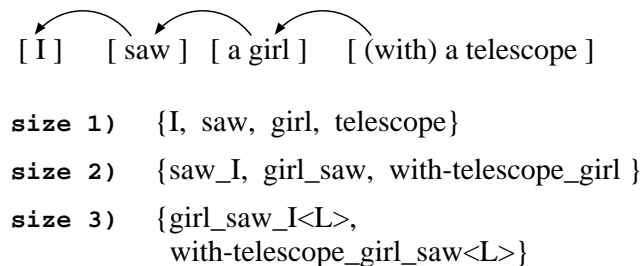 [ I ] [ saw ] [ a girl ] [ (with) a telescope ]
size 1) {I, saw, girl, telescope}
size 2) {saw_I, girl_saw, with-telescope_girl }
size 3) {girl_saw_I<L>,
with-telescope_girl_saw<L>}